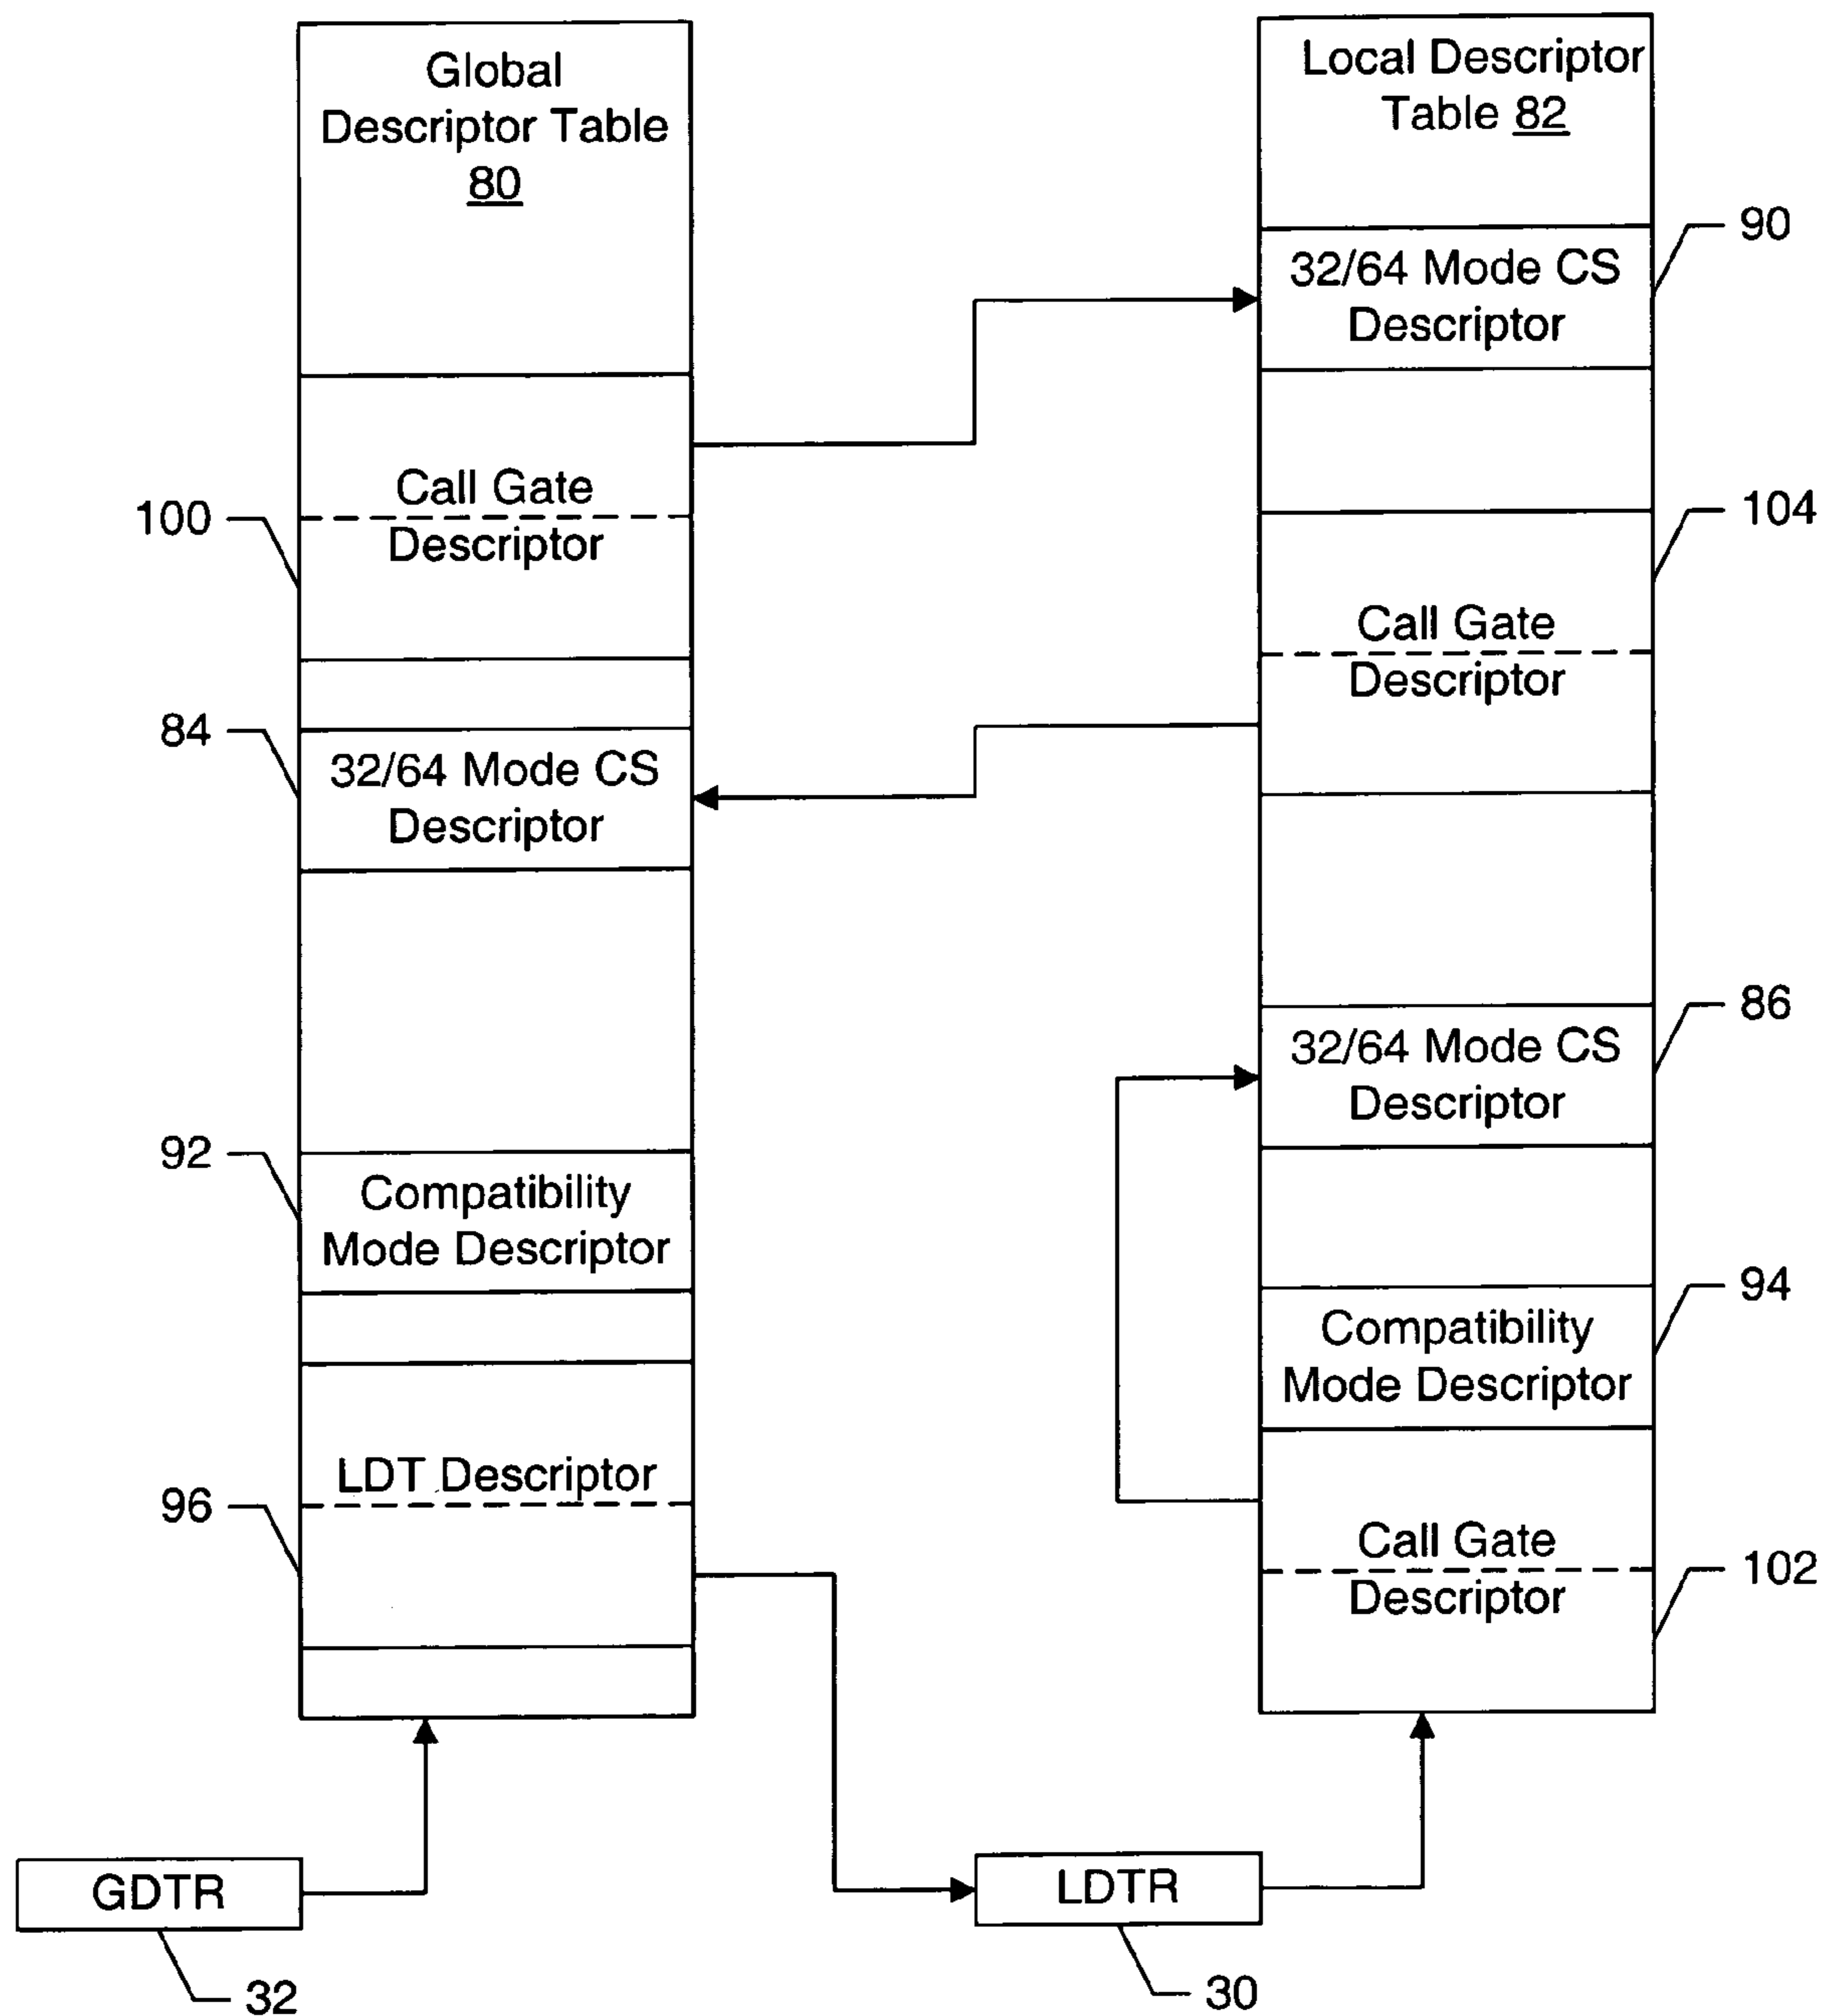 Global
Descriptor Table
80
Call Gate
Descriptor
100
84
32/64 Mode CS
Descriptor
92
Compatibility
Mode Descriptor
LDT Descriptor
96
GDTR
32
Local Descriptor
Table 82
90
32/64 Mode CS
Descriptor
104
Call Gate
Descriptor
86
32/64 Mode CS
Descriptor
94
Compatibility
Mode Descriptor
Call Gate
Descriptor
102
LDTR
30